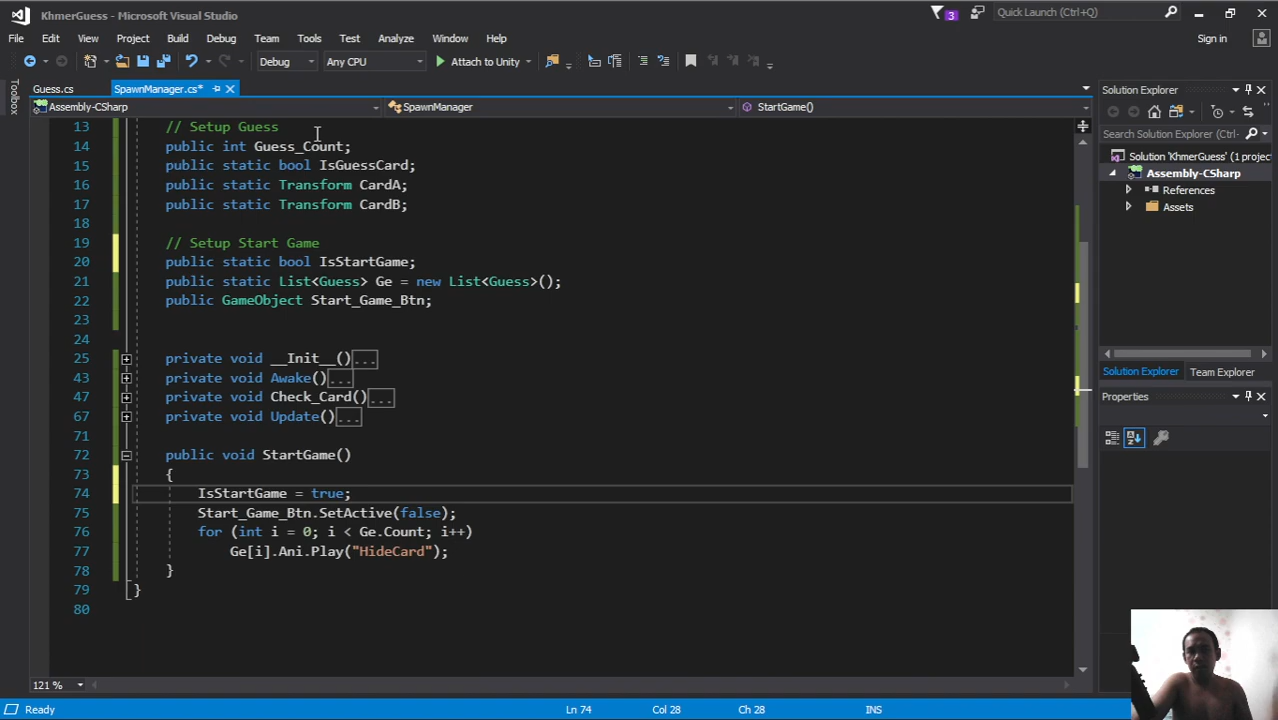 KhmerGuess - Microsoft Visual Studio
3
Quick Launch (Ctrl+Q)
File Edit View Project Build Debug Team Tools Test Analyze Window Help
Sign in
Debug Any CPU Attach to Unity
Toolbox
Guess.cs SpawnManager.cs*
Assembly-CSharp SpawnManager StartGame()
13 // Setup Guess
14 public int Guess_Count;
15 public static bool IsGuessCard;
16 public static Transform CardA;
17 public static Transform CardB;
18
19 // Setup Start Game
20 public static bool IsStartGame;
21 public static List<Guess> Ge = new List<Guess>();
22 public GameObject Start_Game_Btn;
23
24
25 private void __Init__()...
43 private void Awake()...
47 private void Check_Card()...
67 private void Update()...
71
72 public void StartGame()
73 {
74 IsStartGame = true;
75 Start_Game_Btn.SetActive(false);
76 for (int i = 0; i < Ge.Count; i++)
77 Ge[i].Ani.Play("HideCard");
78 }
79 }
80
121 %
Solution Explorer
Search Solution Explorer
Solution 'KhmerGuess' (1 project
Assembly-CSharp
References
Assets
Solution Explorer Team Explorer
Properties
Ready Ln 74 Col 28 Ch 28 INS